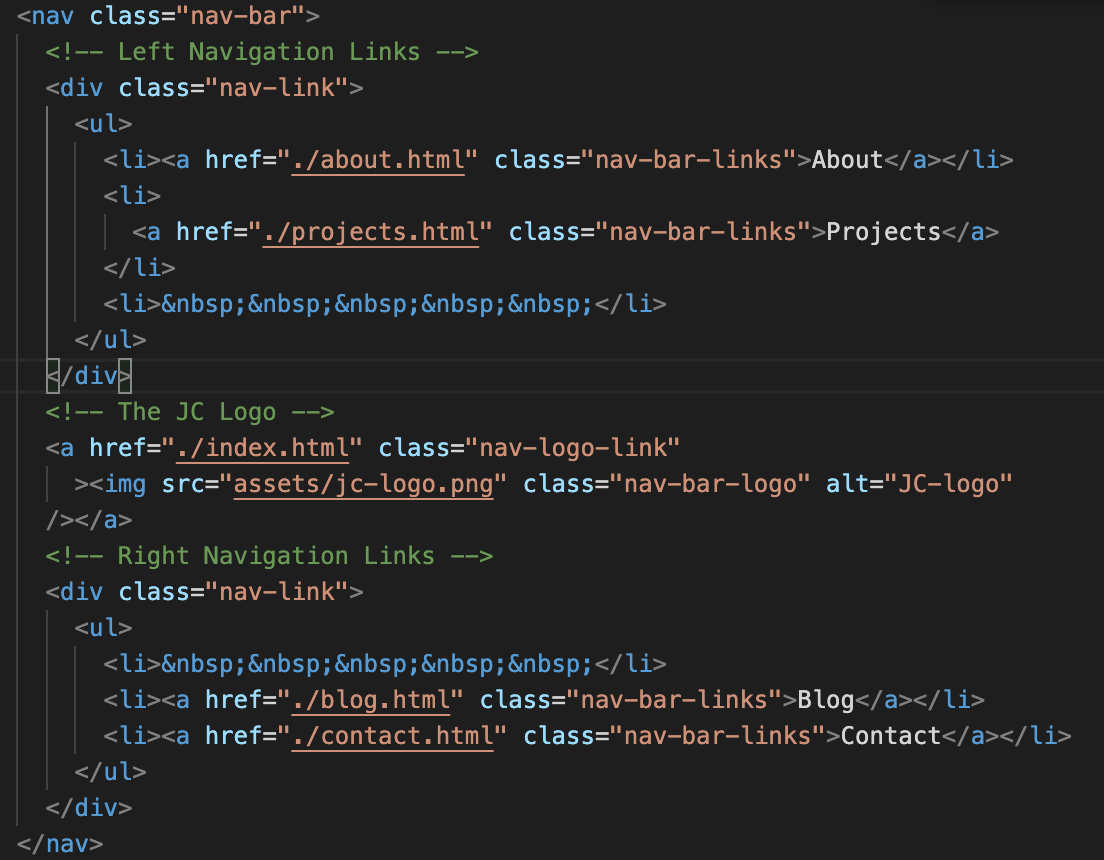 <nav class="nav-bar">
<!-- Left Navigation Links -->
<div class="nav-link">
<ul>
<li><a href="./about.html" class="nav-bar-links">About</a></li>
<li>
<a href="./projects.html" class="nav-bar-links">Projects</a>
</li>
<li>&nbsp;&nbsp;&nbsp;&nbsp;&nbsp;</li>
</ul>
</div>
<!-- The JC Logo -->
<a href="./index.html" class="nav-logo-link"
><img src="assets/jc-logo.png" class="nav-bar-logo" alt="JC-logo"
/></a>
<!-- Right Navigation Links -->
<div class="nav-link">
<ul>
<li>&nbsp;&nbsp;&nbsp;&nbsp;&nbsp;</li>
<li><a href="./blog.html" class="nav-bar-links">Blog</a></li>
<li><a href="./contact.html" class="nav-bar-links">Contact</a></li>
</ul>
</div>
</nav>